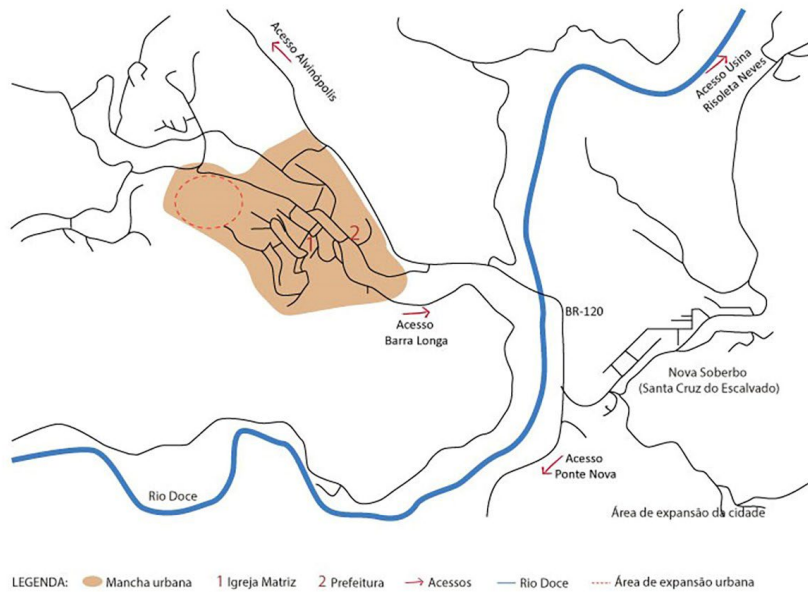 Acesso Alvinópolis
Acesso Usina
Risoleta Neves
1
2
BR-120
Acesso
Barra Longa
Nova Soberbo
(Santa Cruz do Escalvado)
Acesso
Ponte Nova
Rio Doce
Área de expansão da cidade
LEGENDA: Mancha urbana 1 Igreja Matriz 2 Prefeitura Acessos Rio Doce Área de expansão urbana